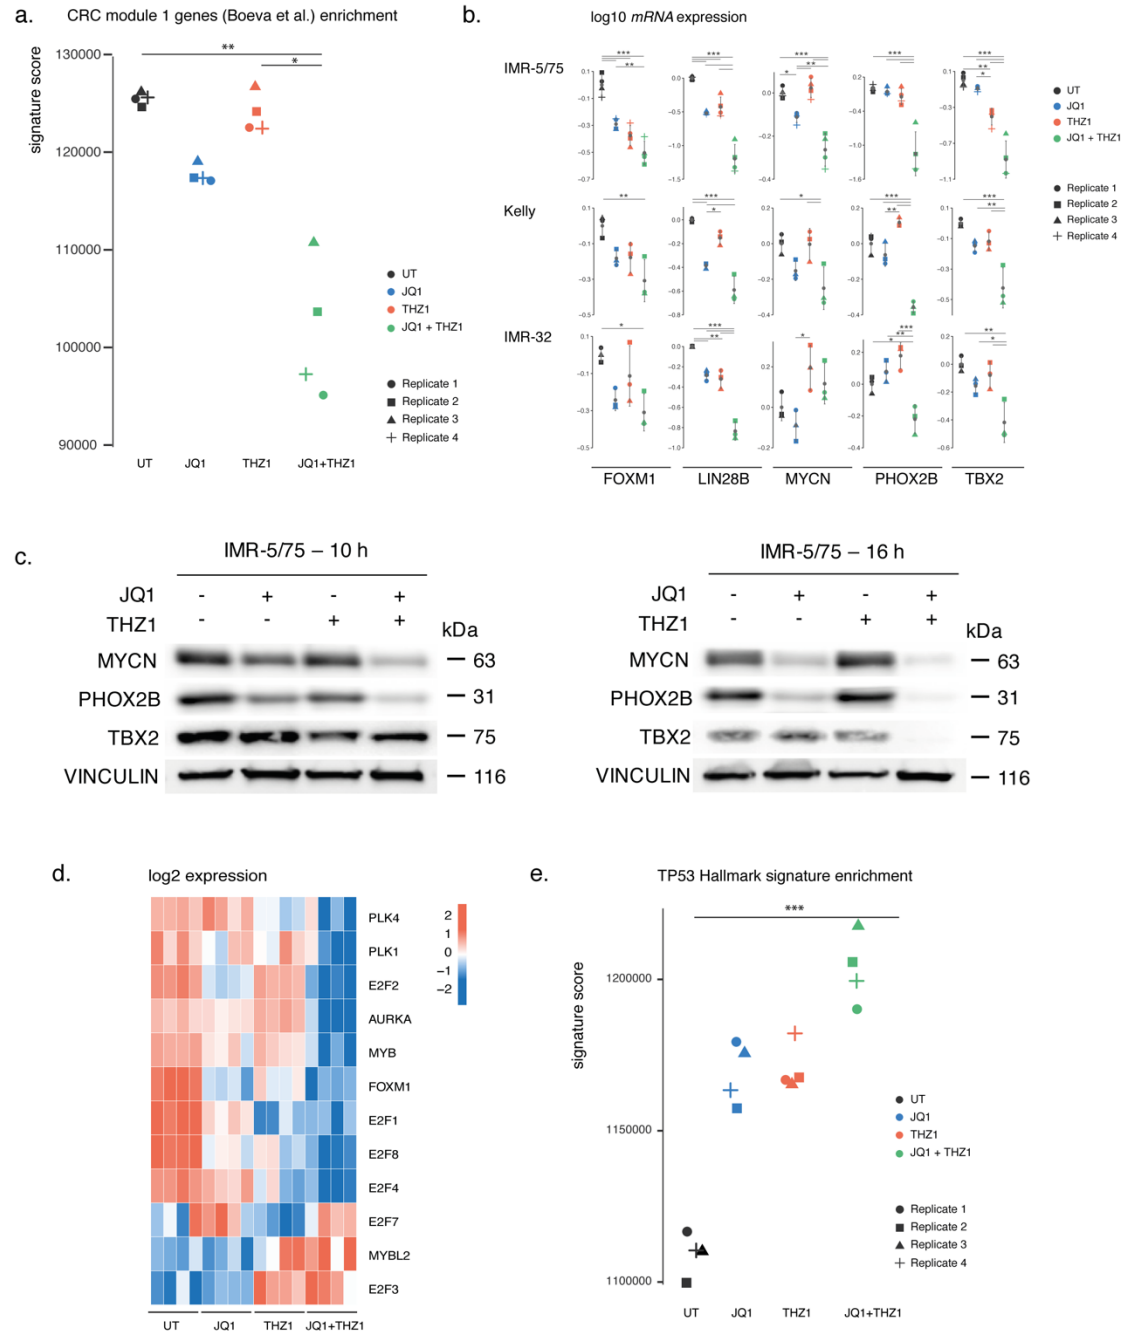 a. CRC module 1 genes (Boeva et al.) enrichment
signature score
130000
120000
110000
100000
90000
**
*
UT
JQ1
THZ1
JQ1 + THZ1
Replicate 1
Replicate 2
Replicate 3
Replicate 4
UT JQ1 THZ1 JQ1+THZ1
b. log10 mRNA expression
IMR-5/75
Kelly
IMR-32
UT
JQ1
THZ1
JQ1 + THZ1
Replicate 1
Replicate 2
Replicate 3
Replicate 4
FOXM1 LIN28B MYCN PHOX2B TBX2
c.
IMR-5/75 – 10 h
JQ1 - + - +
THZ1 - - + +
kDa
MYCN 63
PHOX2B 31
TBX2 75
VINCULIN 116
IMR-5/75 – 16 h
JQ1 - + - +
THZ1 - - + +
kDa
MYCN 63
PHOX2B 31
TBX2 75
VINCULIN 116
d. log2 expression
PLK4
PLK1
E2F2
AURKA
MYB
FOXM1
E2F1
E2F8
E2F4
E2F7
MYBL2
E2F3
2
1
0
−1
−2
UT JQ1 THZ1 JQ1+THZ1
e. TP53 Hallmark signature enrichment
signature score
***
1200000
1150000
1100000
UT
JQ1
THZ1
JQ1 + THZ1
Replicate 1
Replicate 2
Replicate 3
Replicate 4
UT JQ1 THZ1 JQ1+THZ1